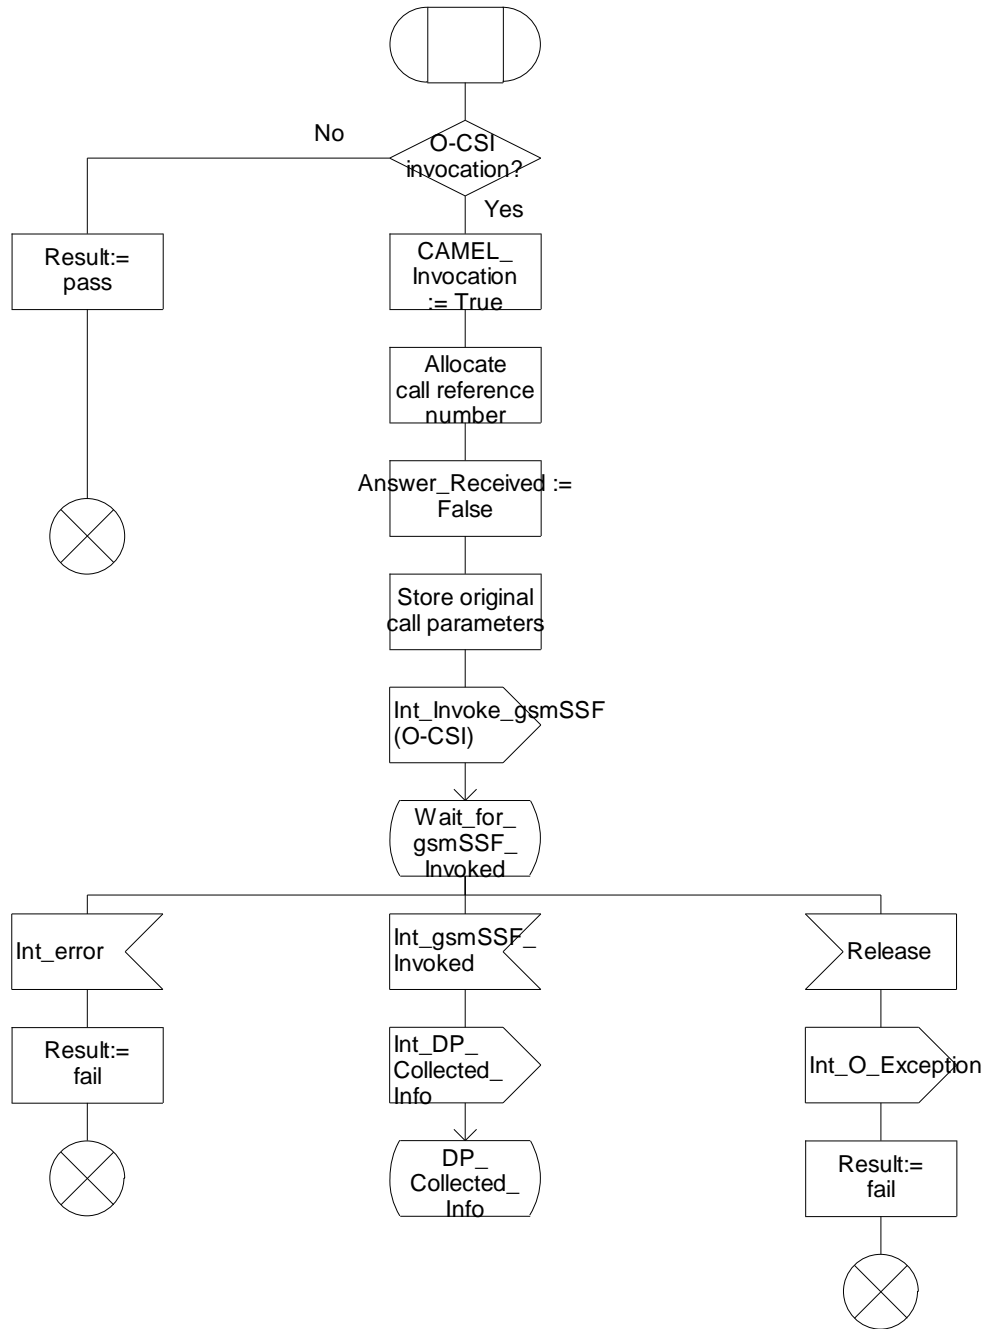 No
O-CSI
invocation?
Yes
Result:=
pass
CAMEL_
Invocation
:= True
Allocate
call reference
number
Answer_Received :=
False
Store original
call parameters
Int_Invoke_gsmSSF
(O-CSI)
Wait_for_
gsmSSF_
Invoked
Int_error
Int_gsmSSF_
Invoked
Release
Result:=
fail
Int_DP_
Collected_
Info
Int_O_Exception
DP_
Collected_
Info
Result:=
fail